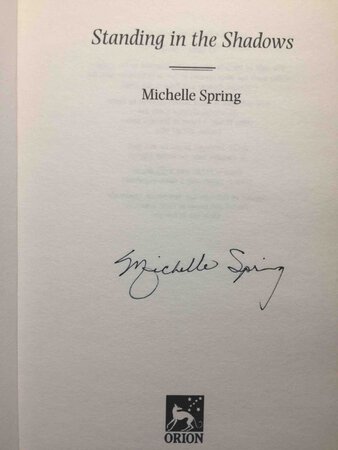 Standing in the Shadows
Michelle Spring
Michelle Spring
ORION